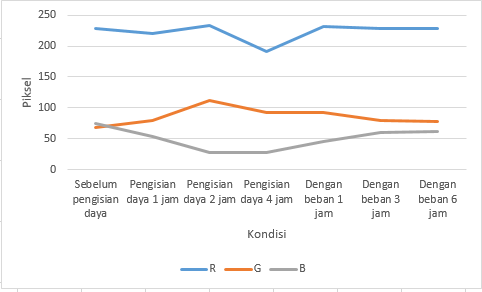 250
200
150
100
50
0
Piksel
Sebelum pengisian daya
Pengisian daya 1 jam
Pengisian daya 2 jam
Pengisian daya 4 jam
Dengan beban 1 jam
Dengan beban 3 jam
Dengan beban 6 jam
Kondisi
R G B